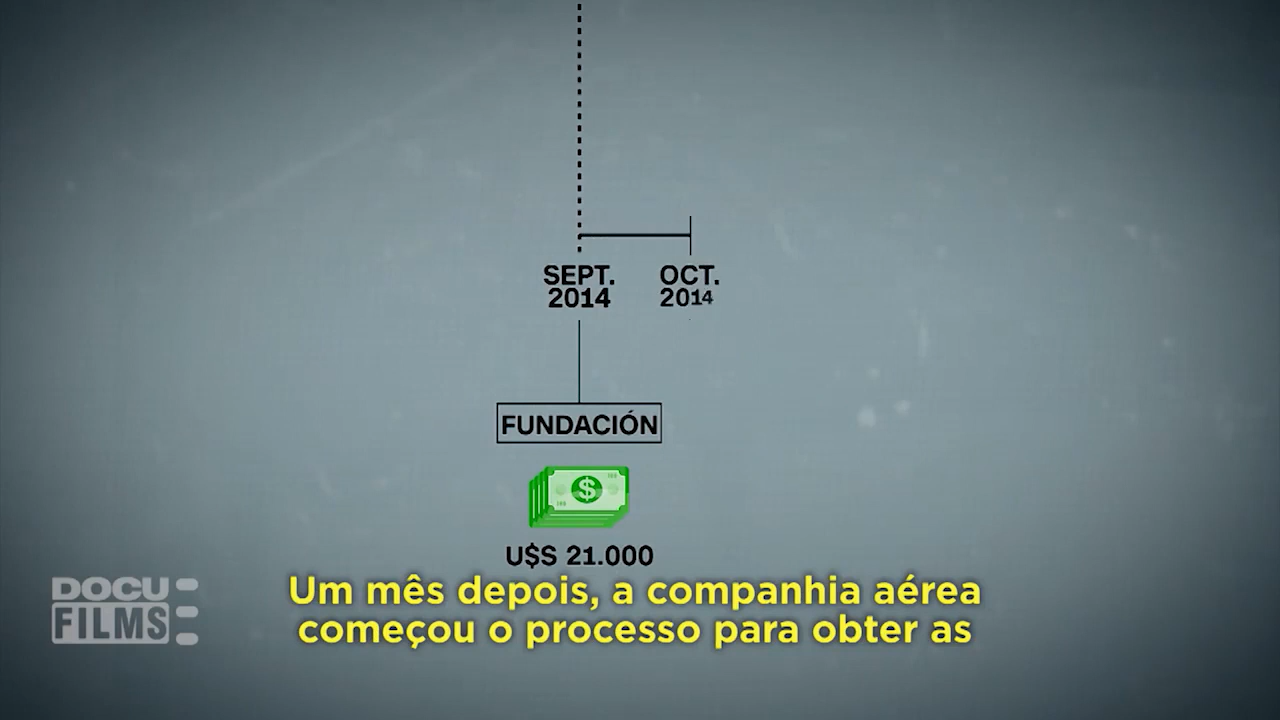 SEPT.
2014
OCT.
2014
FUNDACIÓN
$
U$S 21.000
DOCU
FILMS
Um mês depois, a companhia aérea
começou o processo para obter as